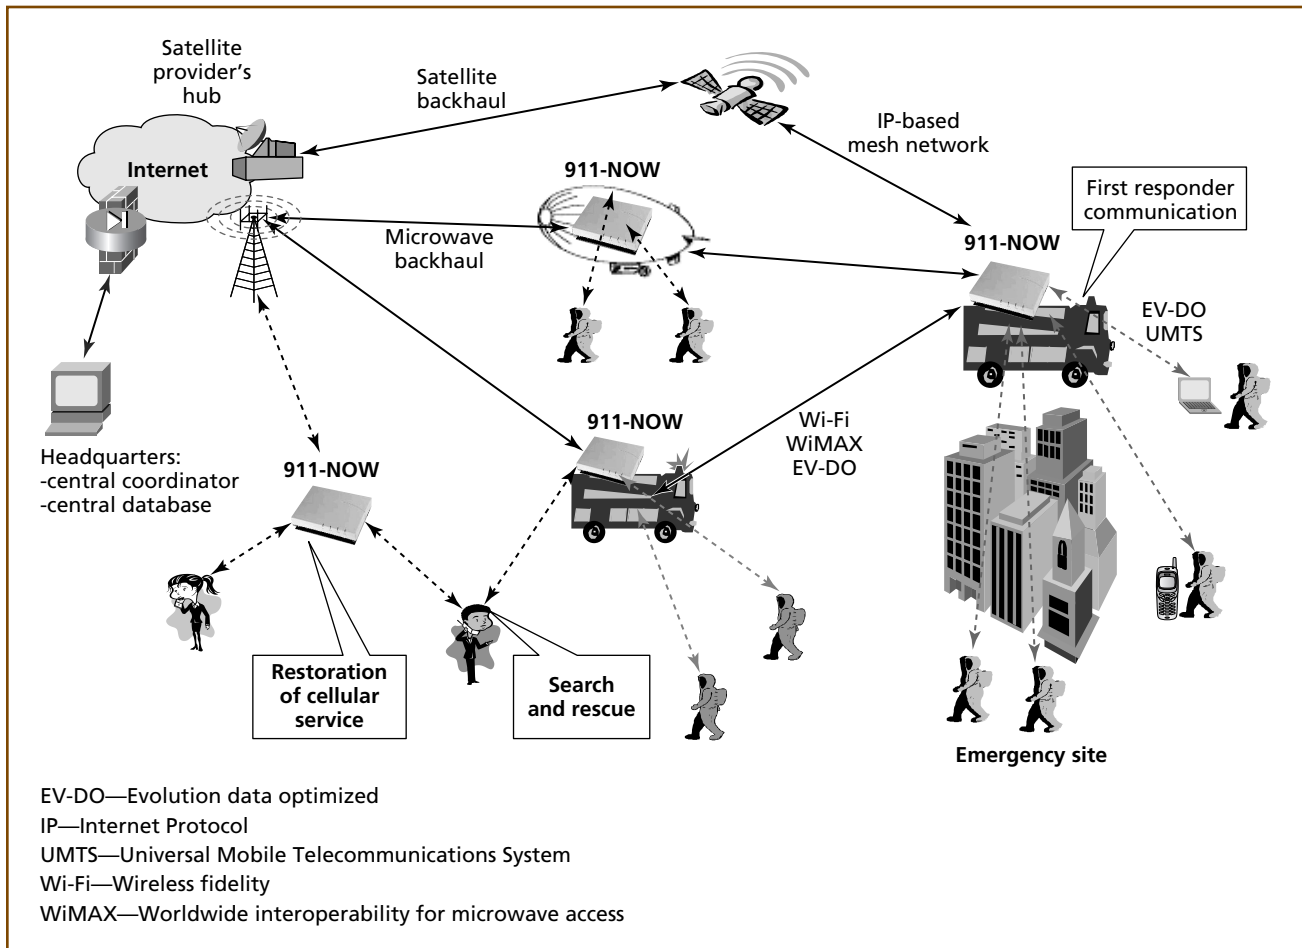 Satellite
provider's
hub
Satellite
backhaul
IP-based
mesh network
Internet
911-NOW
First responder
communication
Microwave
backhaul
911-NOW
EV-DO
UMTS
911-NOW
Wi-Fi
WiMAX
EV-DO
Headquarters:
-central coordinator
-central database
911-NOW
Restoration
of cellular
service
Search
and rescue
Emergency site
EV-DO—Evolution data optimized
IP—Internet Protocol
UMTS—Universal Mobile Telecommunications System
Wi-Fi—Wireless fidelity
WiMAX—Worldwide interoperability for microwave access